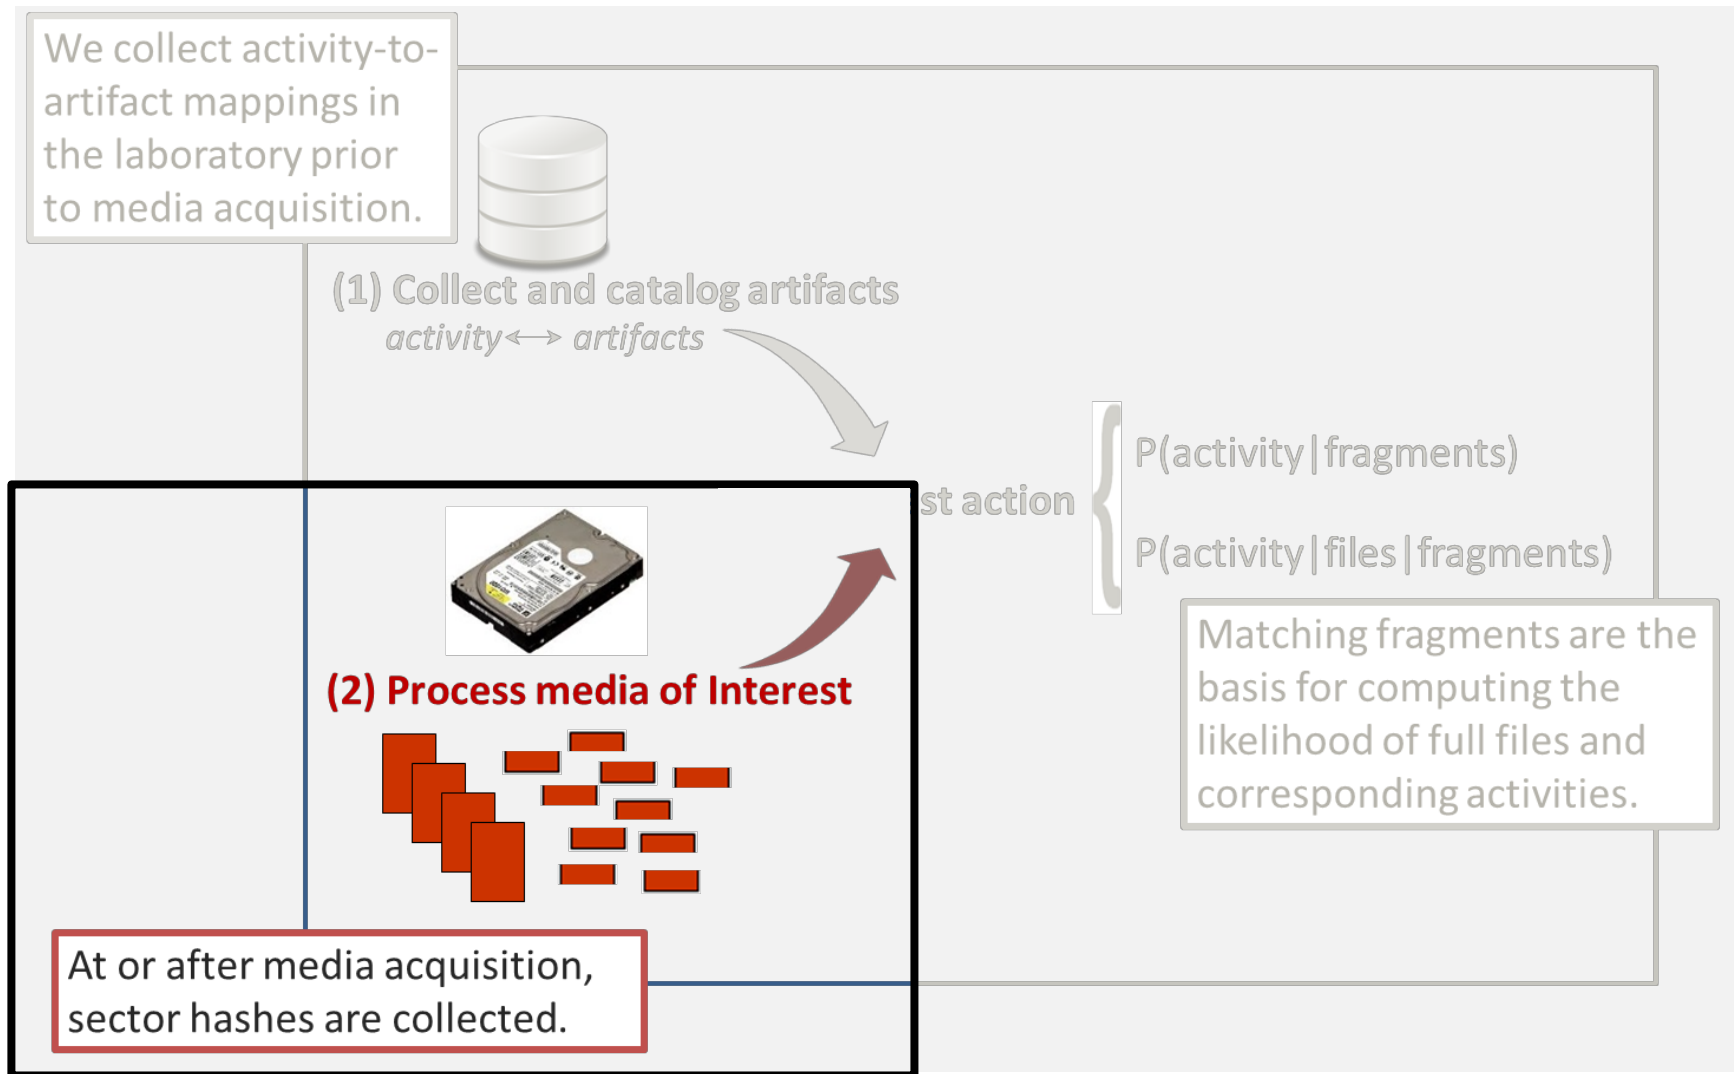 We collect activity-to-
artifact mappings in
the laboratory prior
to media acquisition.
(1) Collect and catalog artifacts
activity artifacts
st action
P(activity|fragments)
P(activity|files|fragments)
(2) Process media of Interest
Matching fragments are the
basis for computing the
likelihood of full files and
corresponding activities.
At or after media acquisition,
sector hashes are collected.